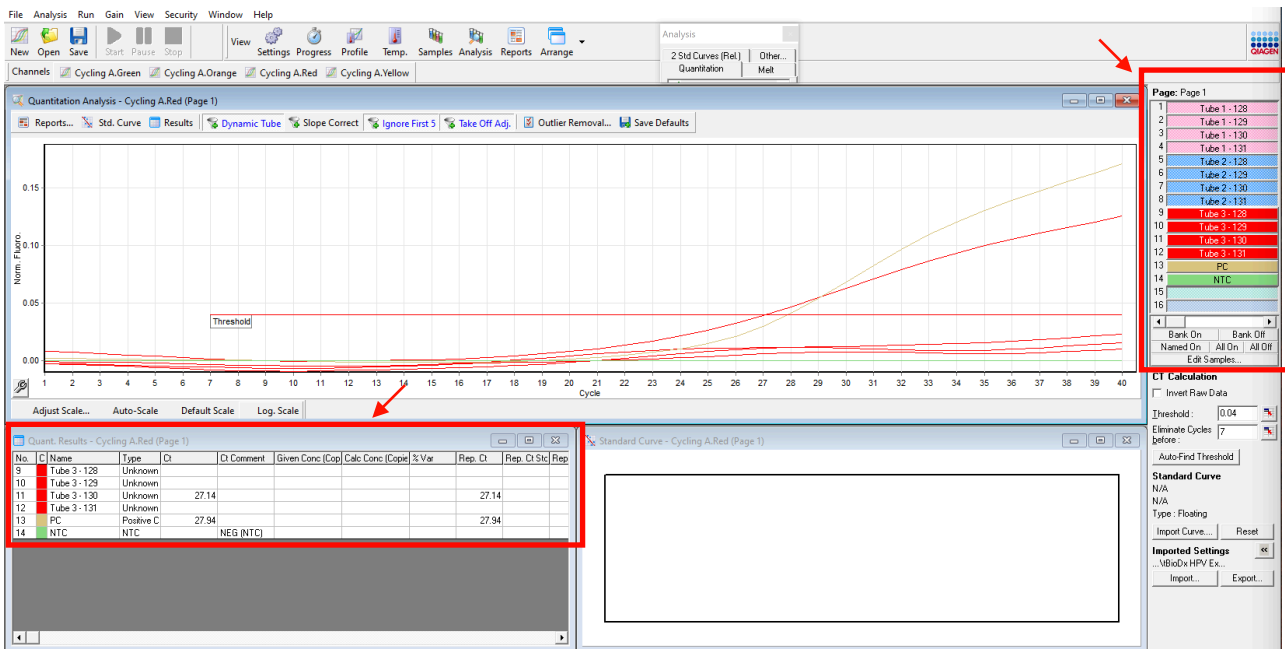 File Analysis Run Gain View Security Window Help
New Open Save Start Pause Stop View Settings Progress Profile Temp. Samples Analysis Reports Arrange
Analysis
2 Std Curves (Rel.) Other...
Quantitation Melt
QIAGEN
Channels Cycling A.Green Cycling A.Orange Cycling A.Red Cycling A.Yellow
Quantitation Analysis - Cycling A.Red (Page 1)
Reports... Std. Curve Results Dynamic Tube Slope Correct Ignore First 5 Take Off Adj. Outlier Removal... Save Defaults
Norm. Fluoro.
0.15
0.10
0.05
0.00
Threshold
1 2 3 4 5 6 7 8 9 10 11 12 13 14 15 16 17 18 19 20 21 22 23 24 25 26 27 28 29 30 31 32 33 34 35 36 37 38 39 40
Cycle
Adjust Scale... Auto-Scale Default Scale Log. Scale
Page: Page 1
1 Tube 1 - 128
2 Tube 1 - 129
3 Tube 1 - 130
4 Tube 1 - 131
5 Tube 2 - 128
6 Tube 2 - 129
7 Tube 2 - 130
8 Tube 2 - 131
9 Tube 3 - 128
10 Tube 3 - 129
11 Tube 3 - 130
12 Tube 3 - 131
13 PC
14 NTC
15
16
Bank On Bank Off
Named On All On All Off
Edit Samples...
CT Calculation
Invert Raw Data
Threshold : 0.04
Eliminate Cycles before : 7
Auto-Find Threshold
Standard Curve
N/A
N/A
Type : Floating
Import Curve.... Reset
Imported Settings
...\tBioDx HPV Ex...
Import... Export...
Quant. Results - Cycling A.Red (Page 1)
No. C Name Type Ct Ct Comment Given Conc (Cop Calc Conc (Copie % Var Rep. Ct Rep. Ct Stc Rep
9 Tube 3 - 128 Unknown
10 Tube 3 - 129 Unknown
11 Tube 3 - 130 Unknown 27.14 27.14
12 Tube 3 - 131 Unknown
13 PC Positive C 27.94 27.94
14 NTC NTC NEG (NTC)
Standard Curve - Cycling A.Red (Page 1)